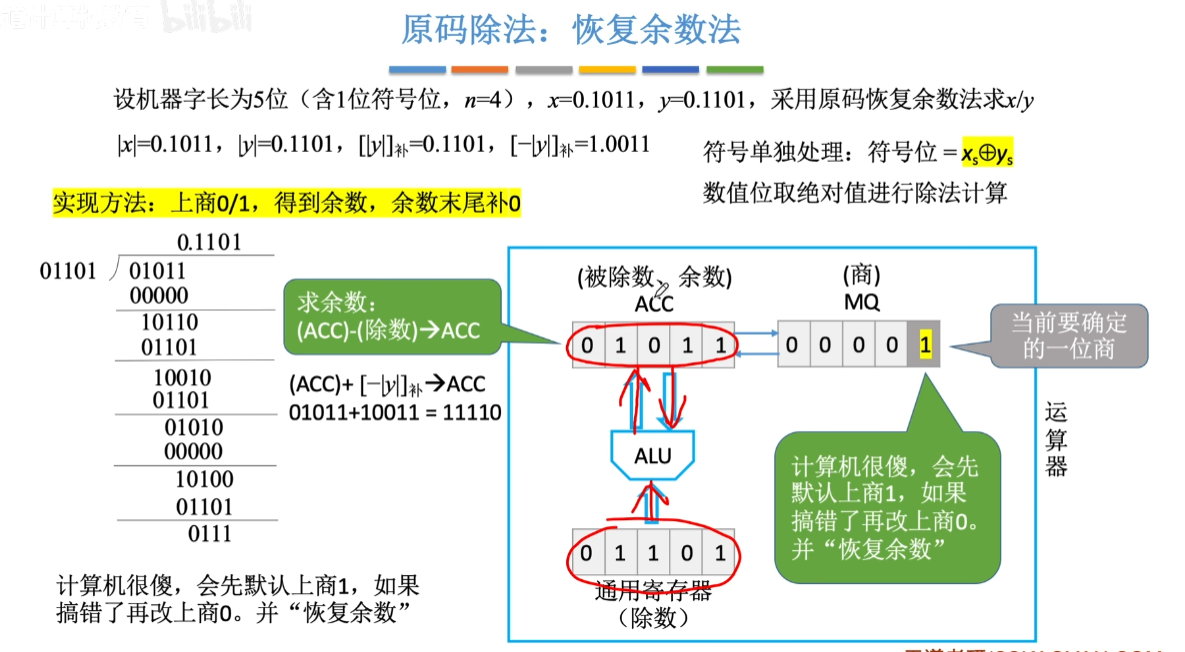 bilibili
原码除法：恢复余数法
设机器字长为5位（含1位符号位，n=4），x=0.1011，y=0.1101，采用原码恢复余数法求x/y
|x|=0.1011，|y|=0.1101，[|y|]补=0.1101，[−|y|]补=1.0011
符号单独处理：符号位 = xs⊕ys
数值位取绝对值进行除法计算
实现方法：上商0/1，得到余数，余数末尾补0
0.1101
01101 01011
00000
10110
01101
10010
01101
01010
00000
10100
01101
0111
求余数：
(ACC)-(除数)→ACC
(ACC)+ [−|y|]补→ACC
01011+10011 = 11110
(被除数、余数)
ACC
0 1 0 1 1
(商)
MQ
0 0 0 0 1
当前要确定
的一位商
ALU
0 1 1 0 1
通用寄存器
（除数）
运
算
器
计算机很傻，会先
默认上商1，如果
搞错了再改上商0。
并“恢复余数”
计算机很傻，会先默认上商1，如果
搞错了再改上商0。并“恢复余数”